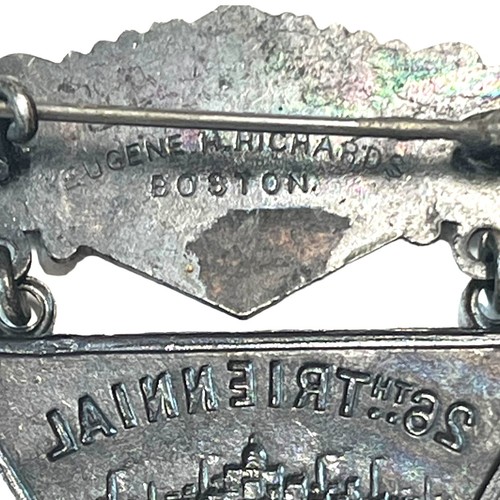 EUGENE H. RICHARDS
BOSTON.
26TH TRIENNIAL